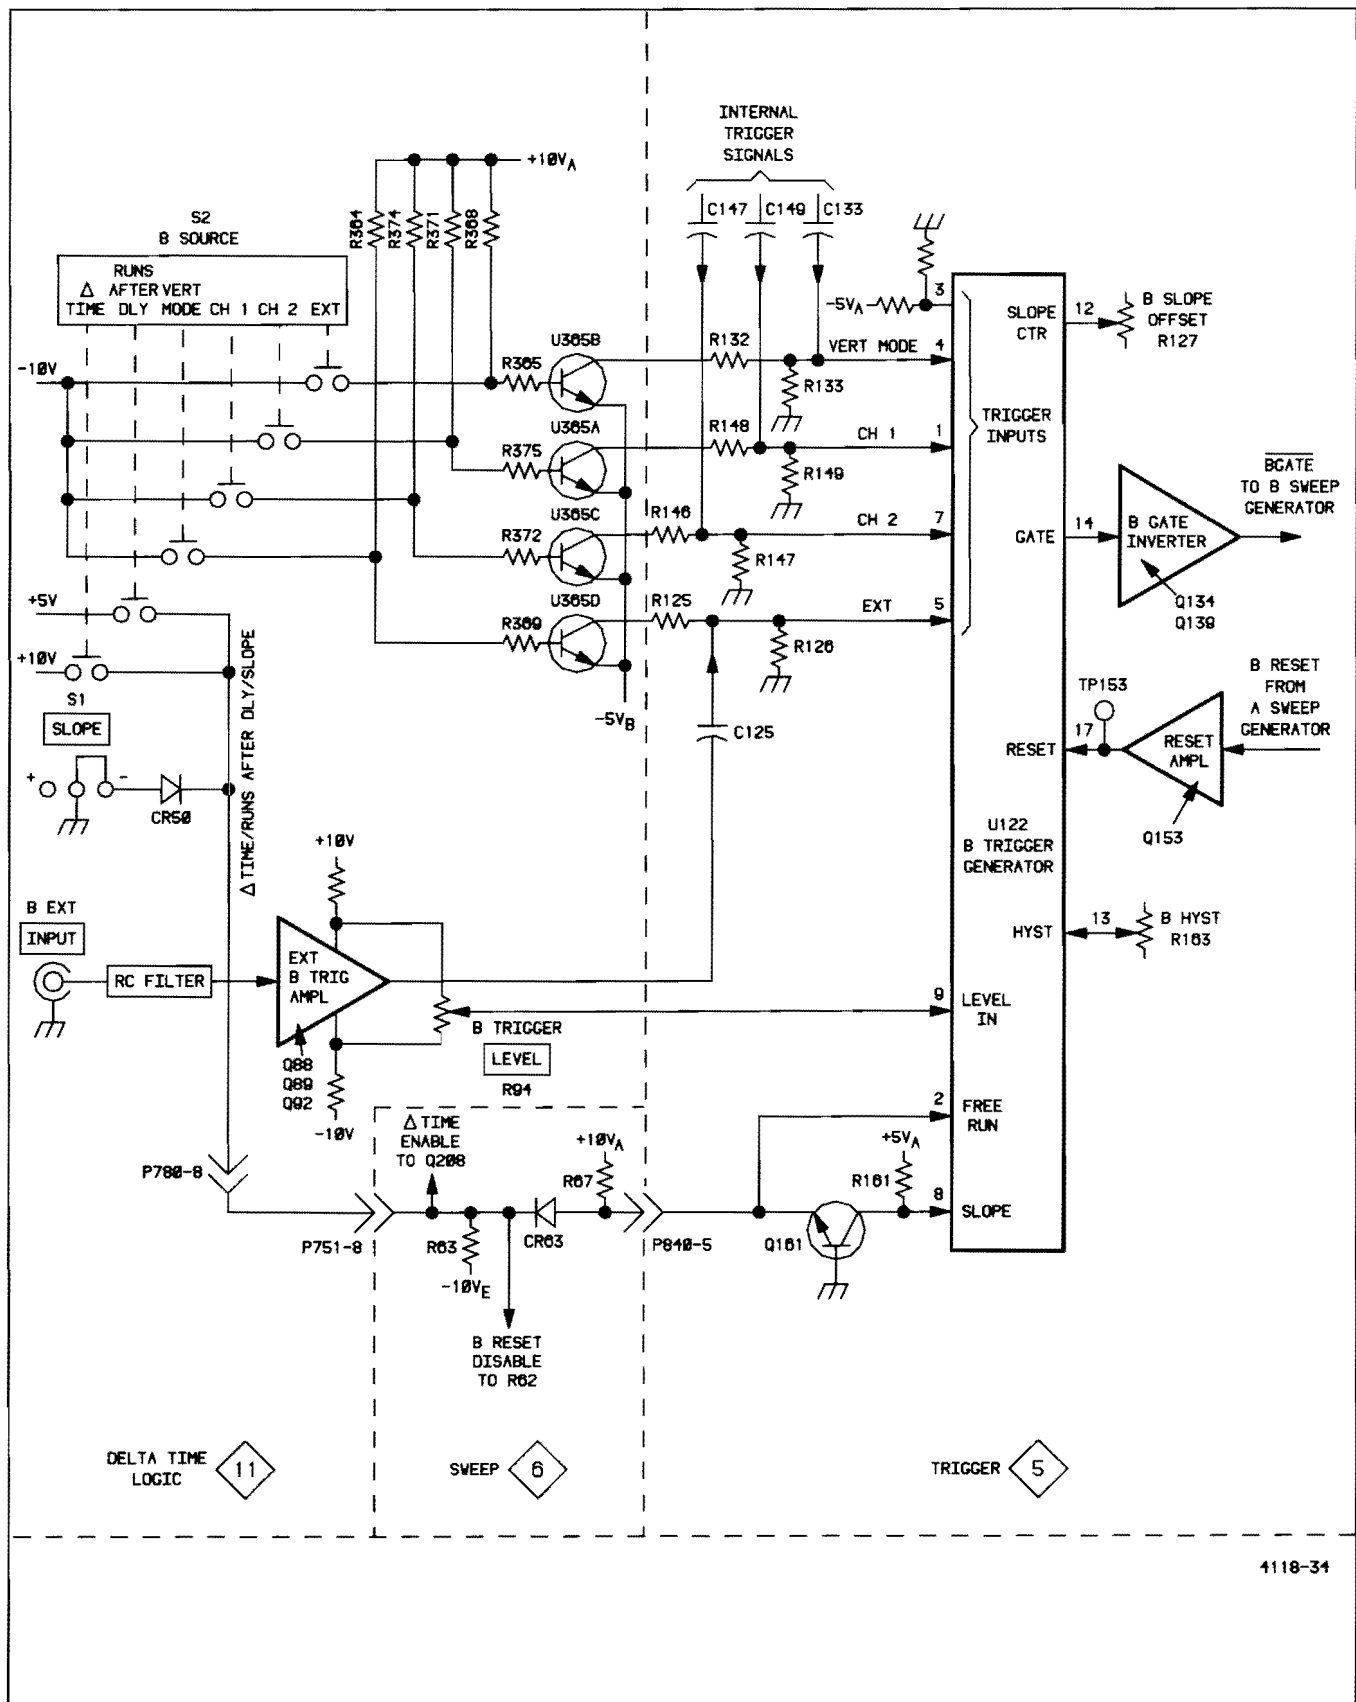 INTERNAL
TRIGGER
SIGNALS
+10VA
S2
B SOURCE
R364
R374
R371
R368
C147
C149
C133
RUNS
Δ AFTER VERT
TIME DLY MODE CH 1 CH 2 EXT
-5VA
3
SLOPE
CTR
12
B SLOPE
OFFSET
R127
U365B
R132
VERT MODE
4
-10V
R365
R133
TRIGGER
INPUTS
U365A
R148
CH 1
1
R375
R149
BGATE
TO B SWEEP
GENERATOR
U365C
R146
CH 2
7
GATE
14
B GATE
INVERTER
R372
R147
Q134
Q139
+5V
U365D
R125
EXT
5
R369
R126
+10V
S1
SLOPE
-5VB
C125
TP153
B RESET
FROM
A SWEEP
GENERATOR
RESET
17
RESET
AMPL
+
-
CR50
Δ TIME/RUNS AFTER DLY/SLOPE
Q153
U122
B TRIGGER
GENERATOR
+10V
B EXT
INPUT
HYST
13
B HYST
R163
RC FILTER
EXT
B TRIG
AMPL
9
LEVEL
IN
B TRIGGER
LEVEL
R94
Q88
Q89
Q92
-10V
Δ TIME
ENABLE
TO Q208
+10VA
2
FREE
RUN
+5VA
P780-8
R67
R161
8
SLOPE
P751-8
R63
CR63
P840-5
Q161
-10VE
B RESET
DISABLE
TO R62
DELTA TIME
LOGIC
11
SWEEP
6
TRIGGER
5
4118-34